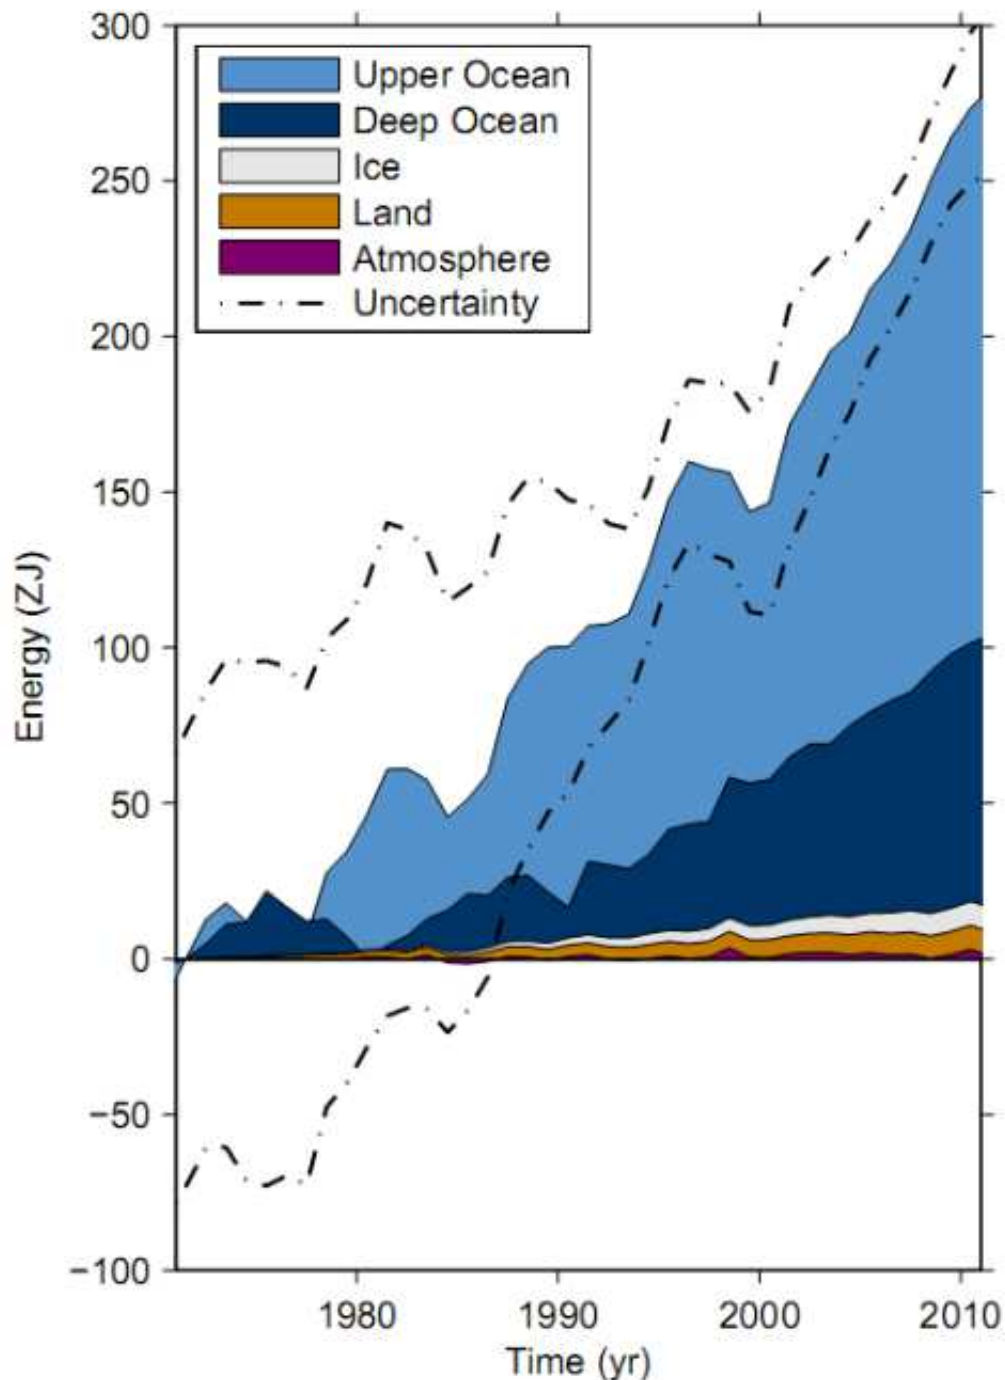 300
250
200
150
100
50
0
−50
−100
Energy (ZJ)
Upper Ocean
Deep Ocean
Ice
Land
Atmosphere
Uncertainty
1980
1990
2000
2010
Time (yr)